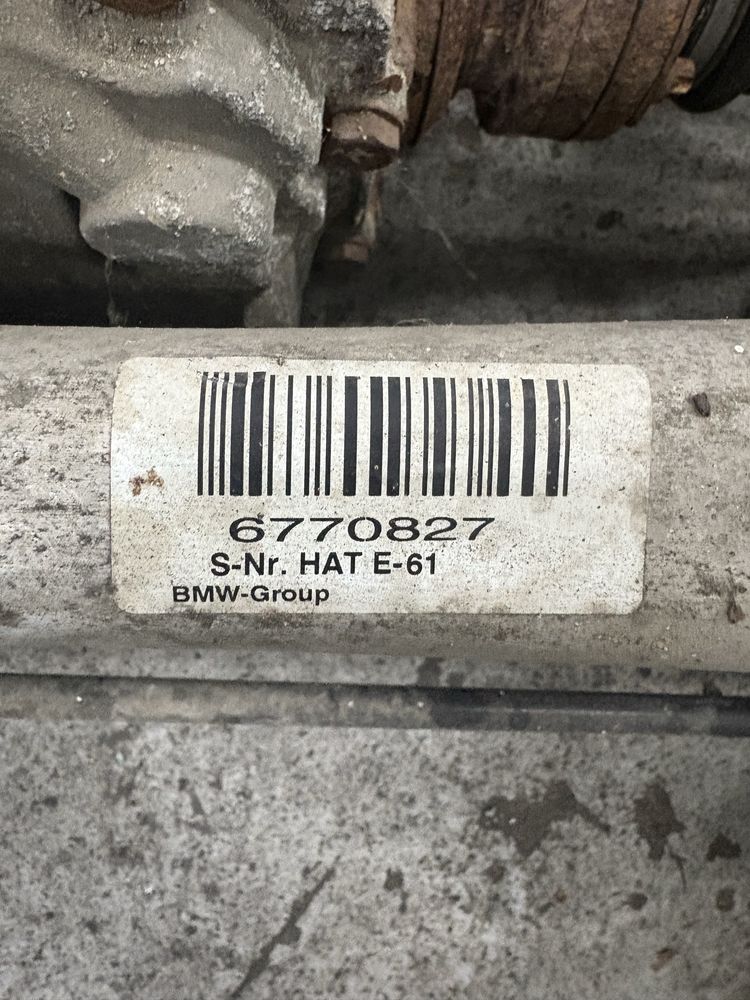 6770827
S-Nr. HAT E-61
BMW-Group